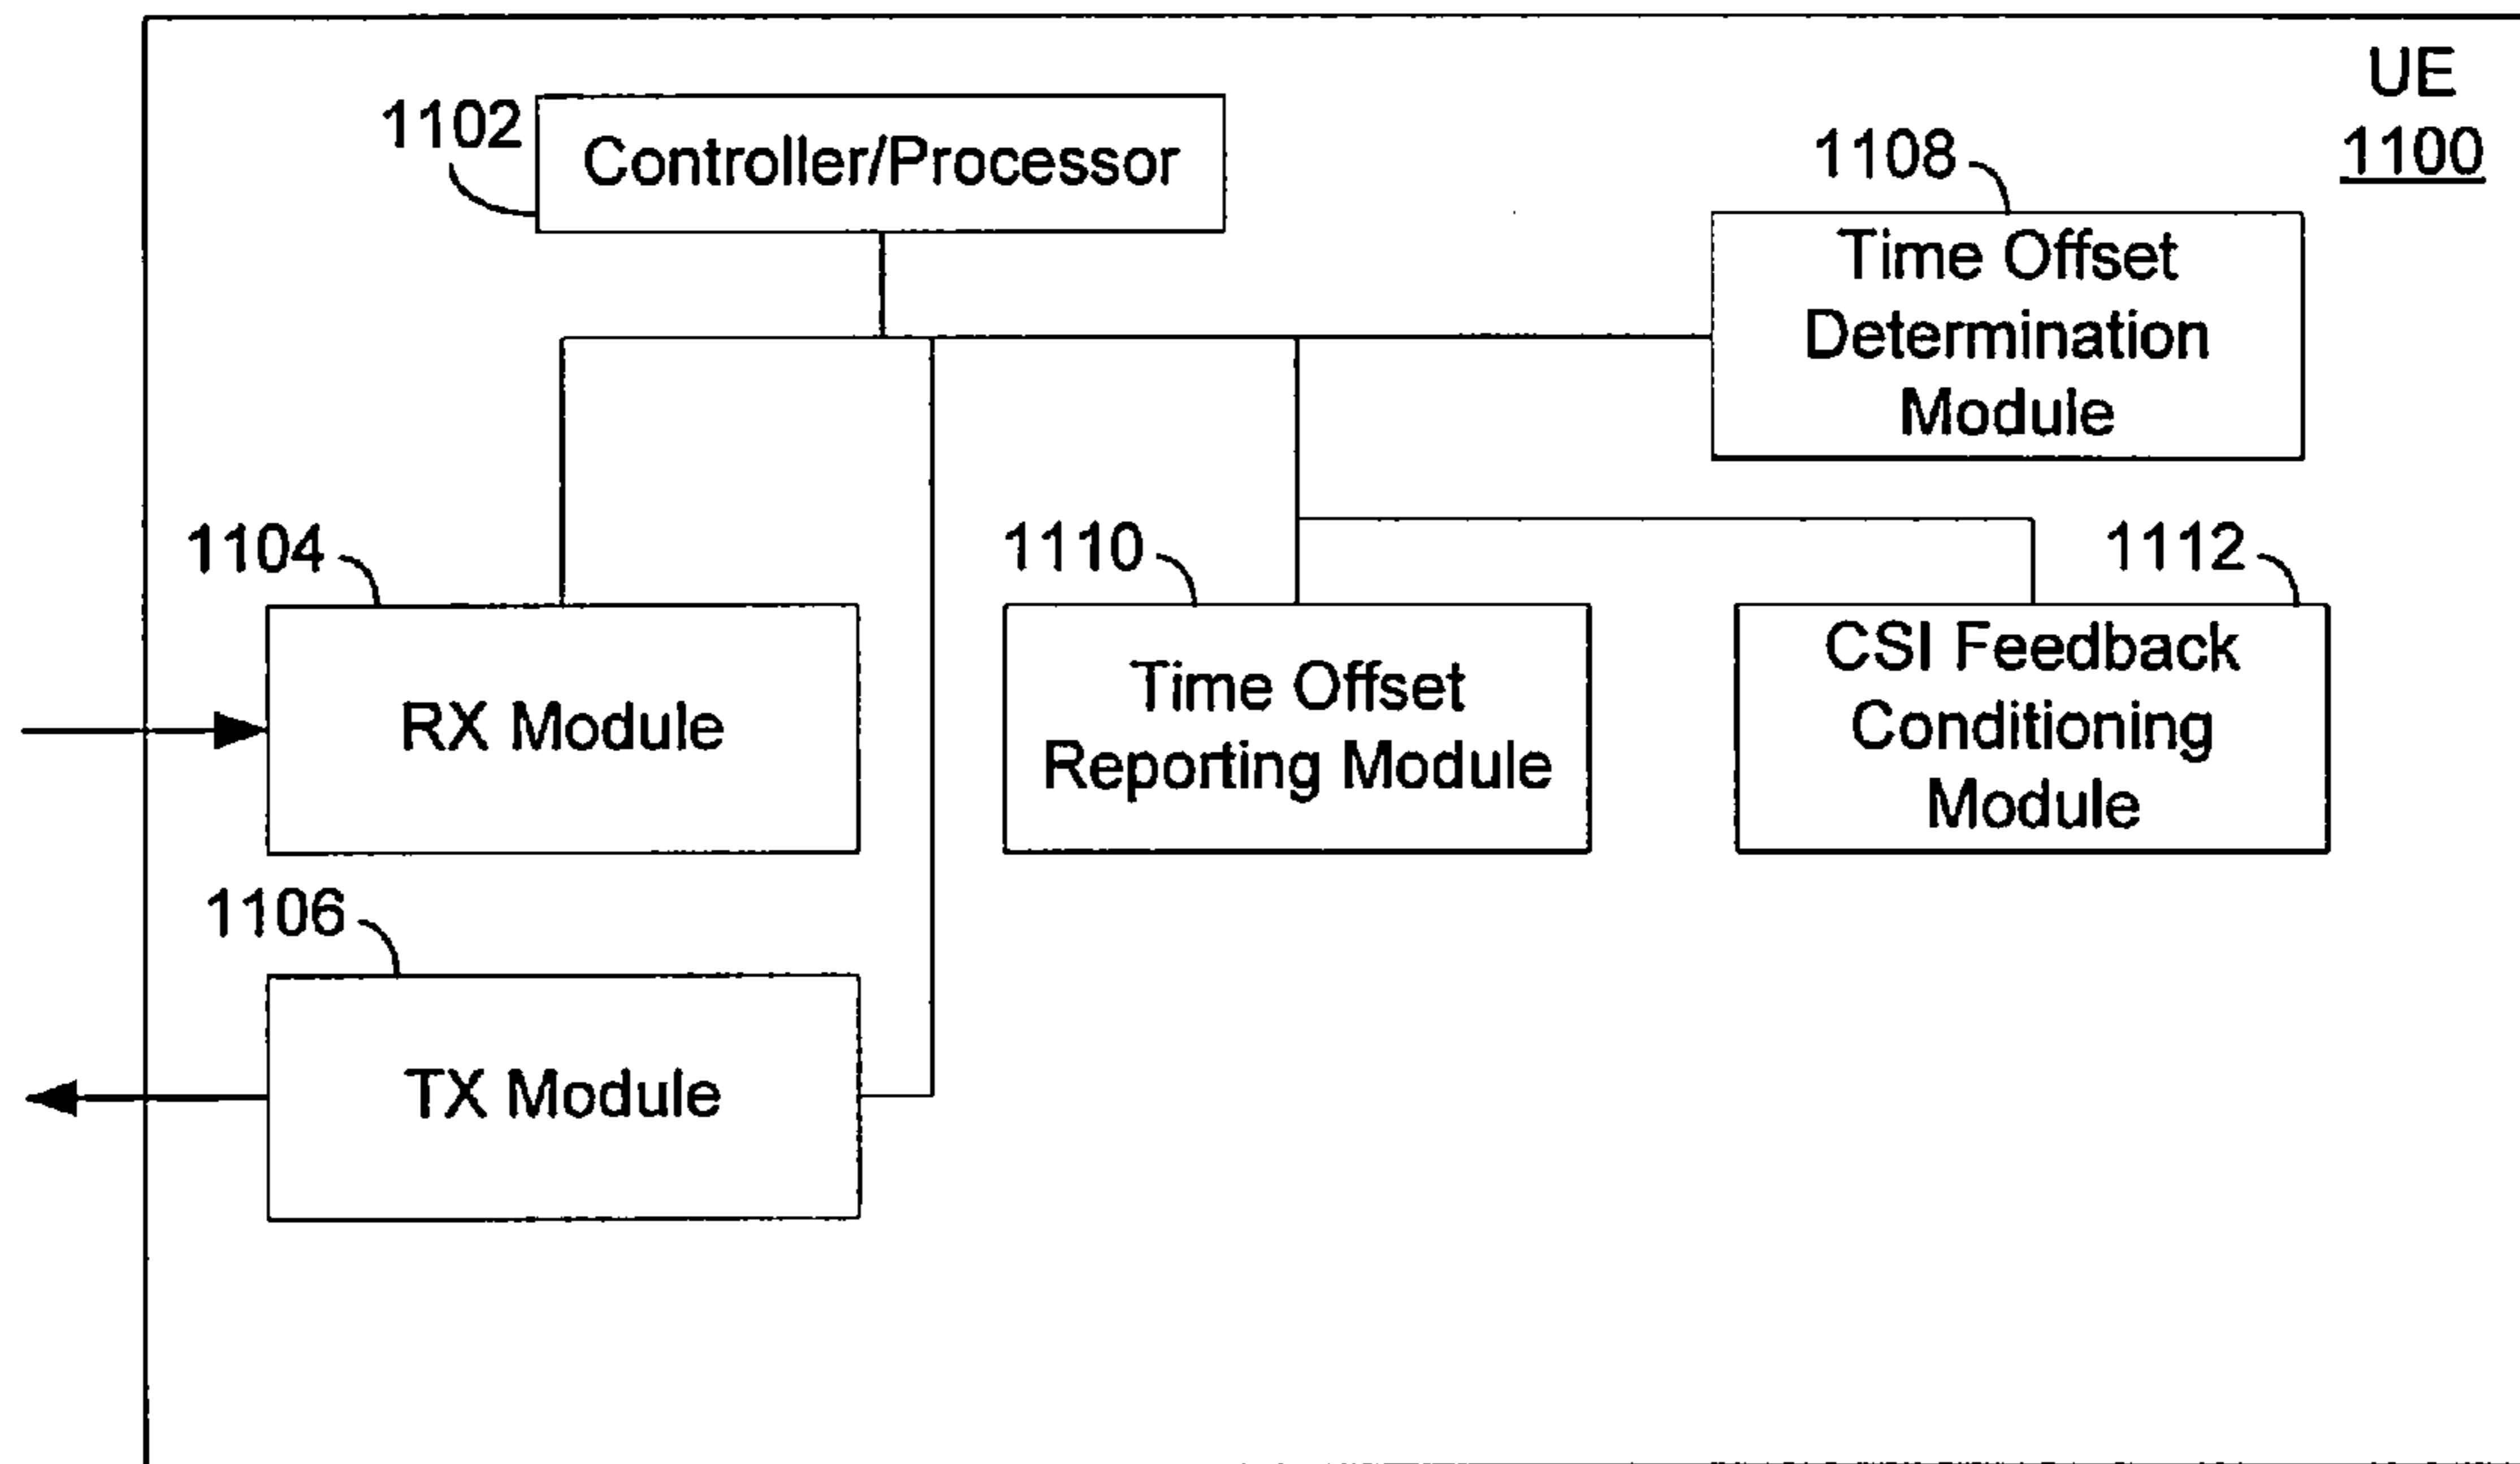 UE
1100
1102
Controller/Processor
1108
Time Offset
Determination
Module
1104
RX Module
1110
Time Offset
Reporting Module
1112
CSI Feedback
Conditioning
Module
1106
TX Module